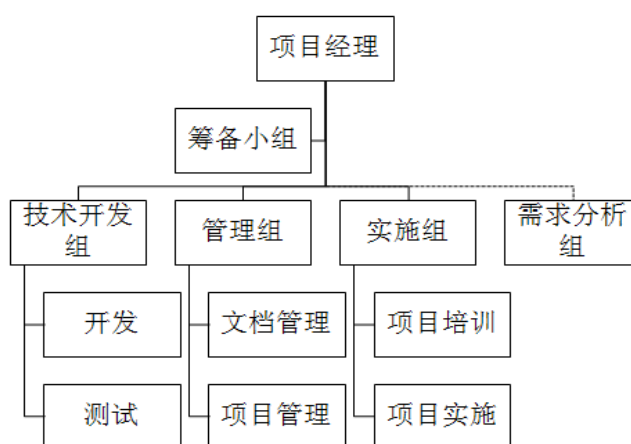 项目经理
筹备小组
技术开发
组
管理组
实施组
需求分析
组
开发
文档管理
项目培训
测试
项目管理
项目实施